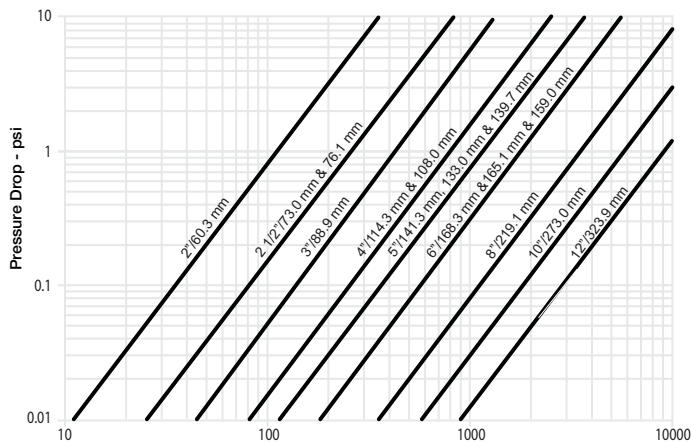 10
1
0.1
0.01
Pressure Drop - psi
2"/60.3 mm
2 1/2"/73.0 mm & 76.1 mm
3"/88.9 mm
4"/114.3 mm & 108.0 mm
5"/141.3 mm, 133.0 mm & 139.7 mm
6"/168.3 mm &165.1 mm & 159.0 mm
8"/219.1 mm
10"/273.0 mm
12"/323.9 mm
10
100
1000
10000